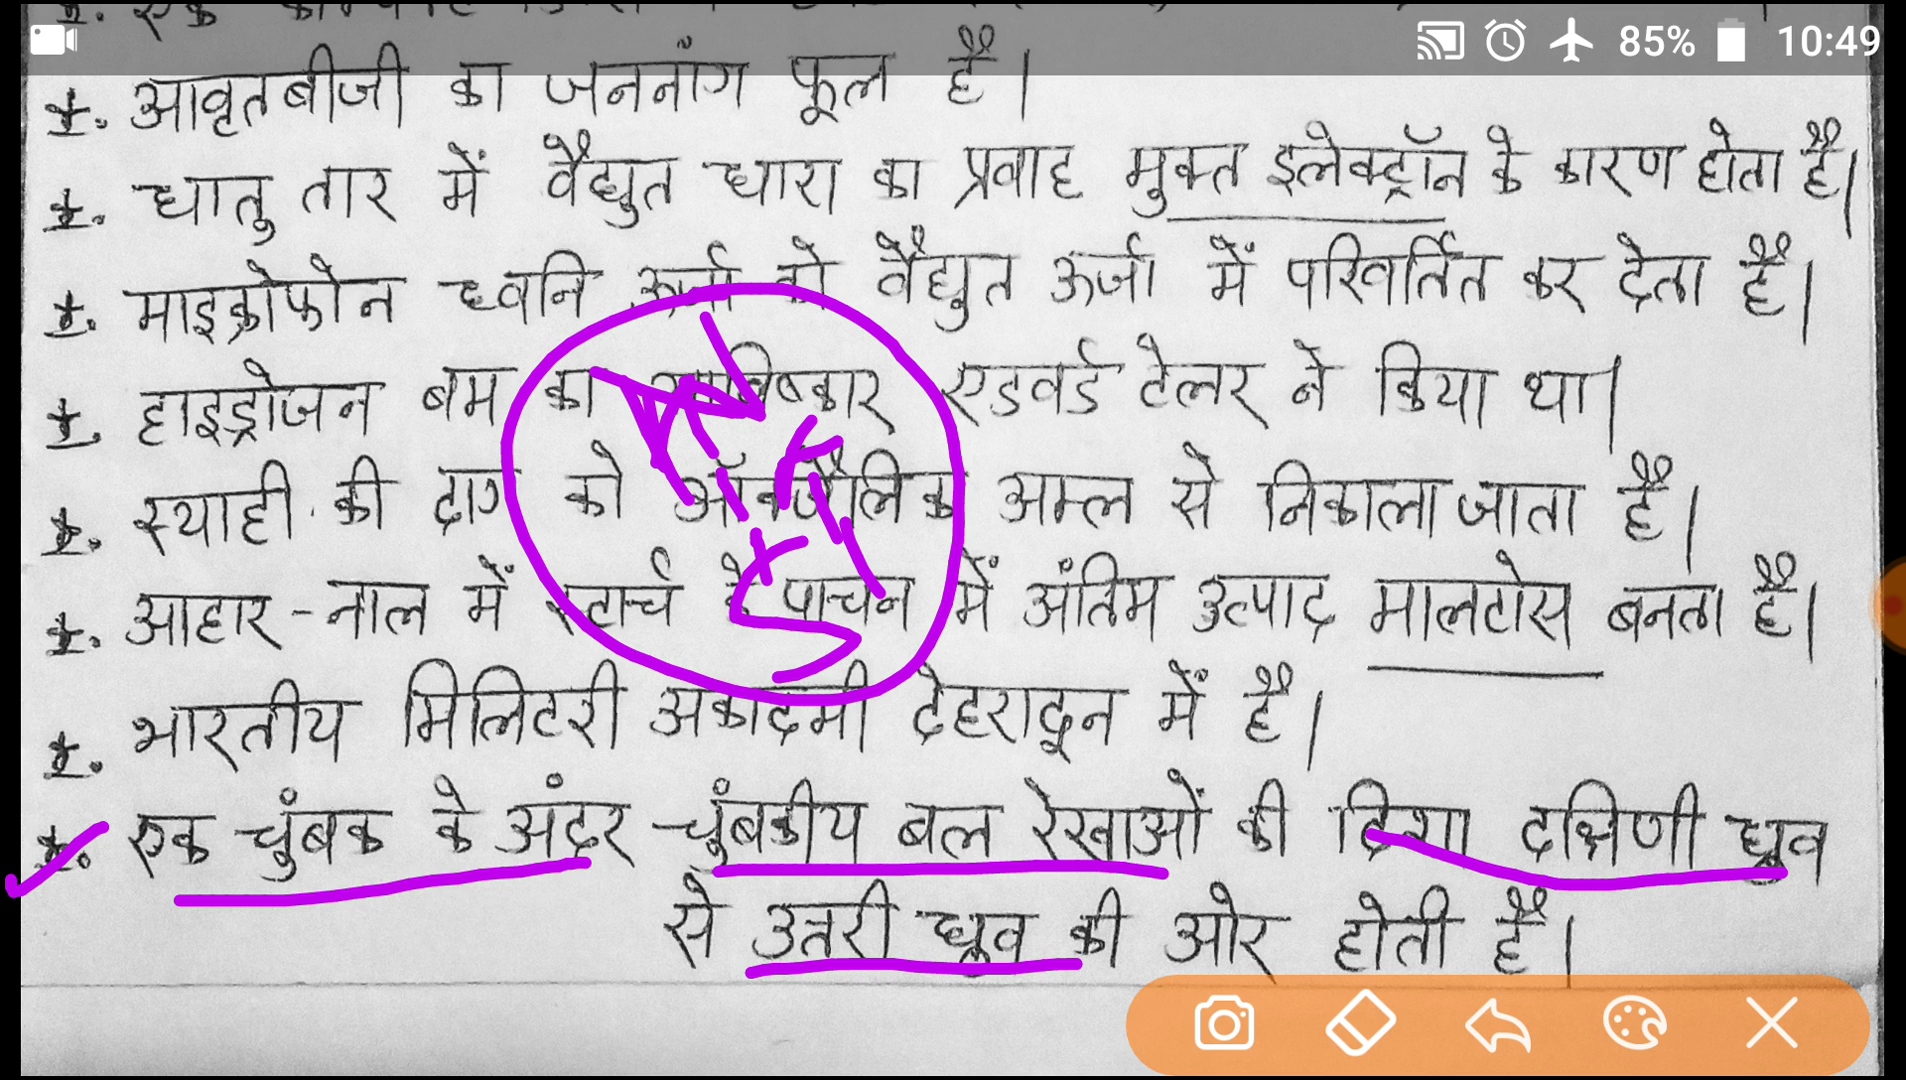 85% 10:49
*. आवृतबीजी का जननांग फूल है।
*. धातु तार में वैद्युत धारा का प्रवाह मुक्त इलेक्ट्रॉन के कारण होता है।
*. माइक्रोफोन ध्वनि ऊर्जा को वैद्युत ऊर्जा में परिवर्तित कर देता है।
*. हाइड्रोजन बम का आविष्कार एडवर्ड टेलर ने किया था।
*. स्याही की दाग को ऑक्जैलिक अम्ल से निकाला जाता है।
*. आहार-नाल में स्टार्च के पाचन में अंतिम उत्पाद मालटोस बनता है।
*. भारतीय मिलिटरी अकादमी देहरादून में है।
*. एक चुंबक के अंदर चुंबकीय बल रेखाओं की दिशा दक्षिणी ध्रुव
से उत्तरी ध्रुव की ओर होती है।
N
S